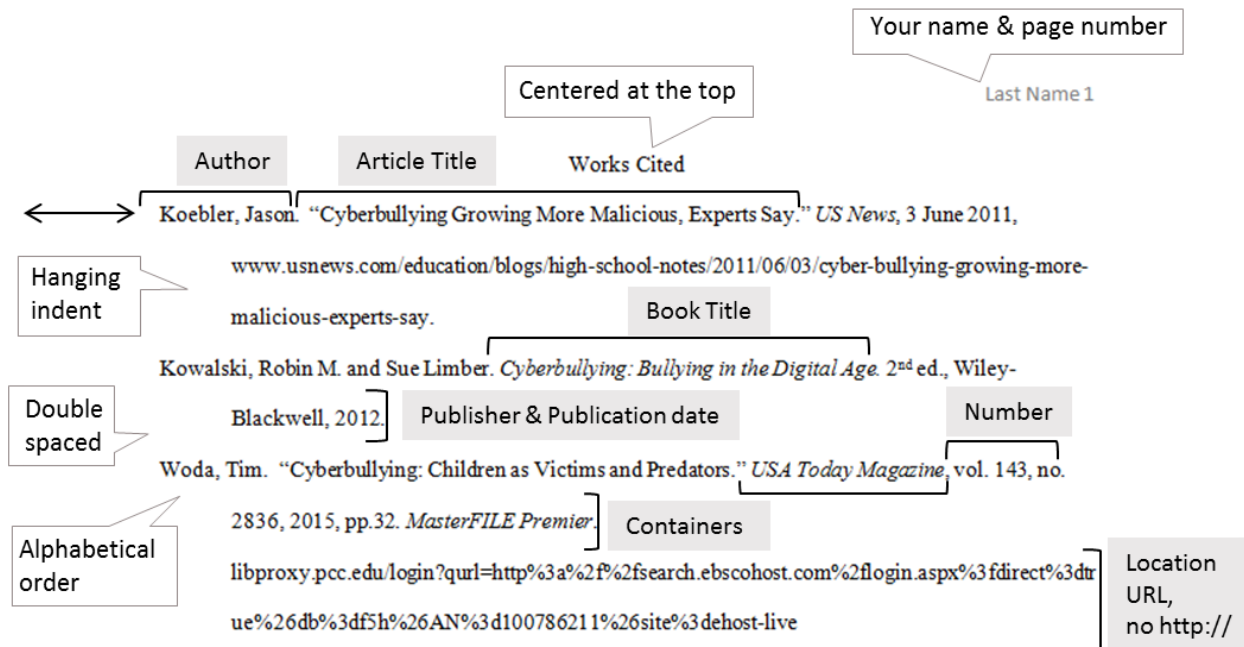 Your name & page number
Last Name 1
Centered at the top
Author
Article Title
Works Cited
Koebler, Jason.  “Cyberbullying Growing More Malicious, Experts Say.” US News, 3 June 2011,
Hanging
indent
www.usnews.com/education/blogs/high-school-notes/2011/06/03/cyber-bullying-growing-more-
malicious-experts-say.
Book Title
Kowalski, Robin M. and Sue Limber. Cyberbullying: Bullying in the Digital Age. 2nd ed., Wiley-
Double
spaced
Blackwell, 2012.
Publisher & Publication date
Number
Woda, Tim.  “Cyberbullying: Children as Victims and Predators.” USA Today Magazine, vol. 143, no.
Alphabetical
order
2836, 2015, pp.32. MasterFILE Premier.
Containers
libproxy.pcc.edu/login?qurl=http%3a%2f%2fsearch.ebscohost.com%2flogin.aspx%3fdirect%3dtr
ue%26db%3df5h%26AN%3d100786211%26site%3dehost-live
Location
URL,
no http://